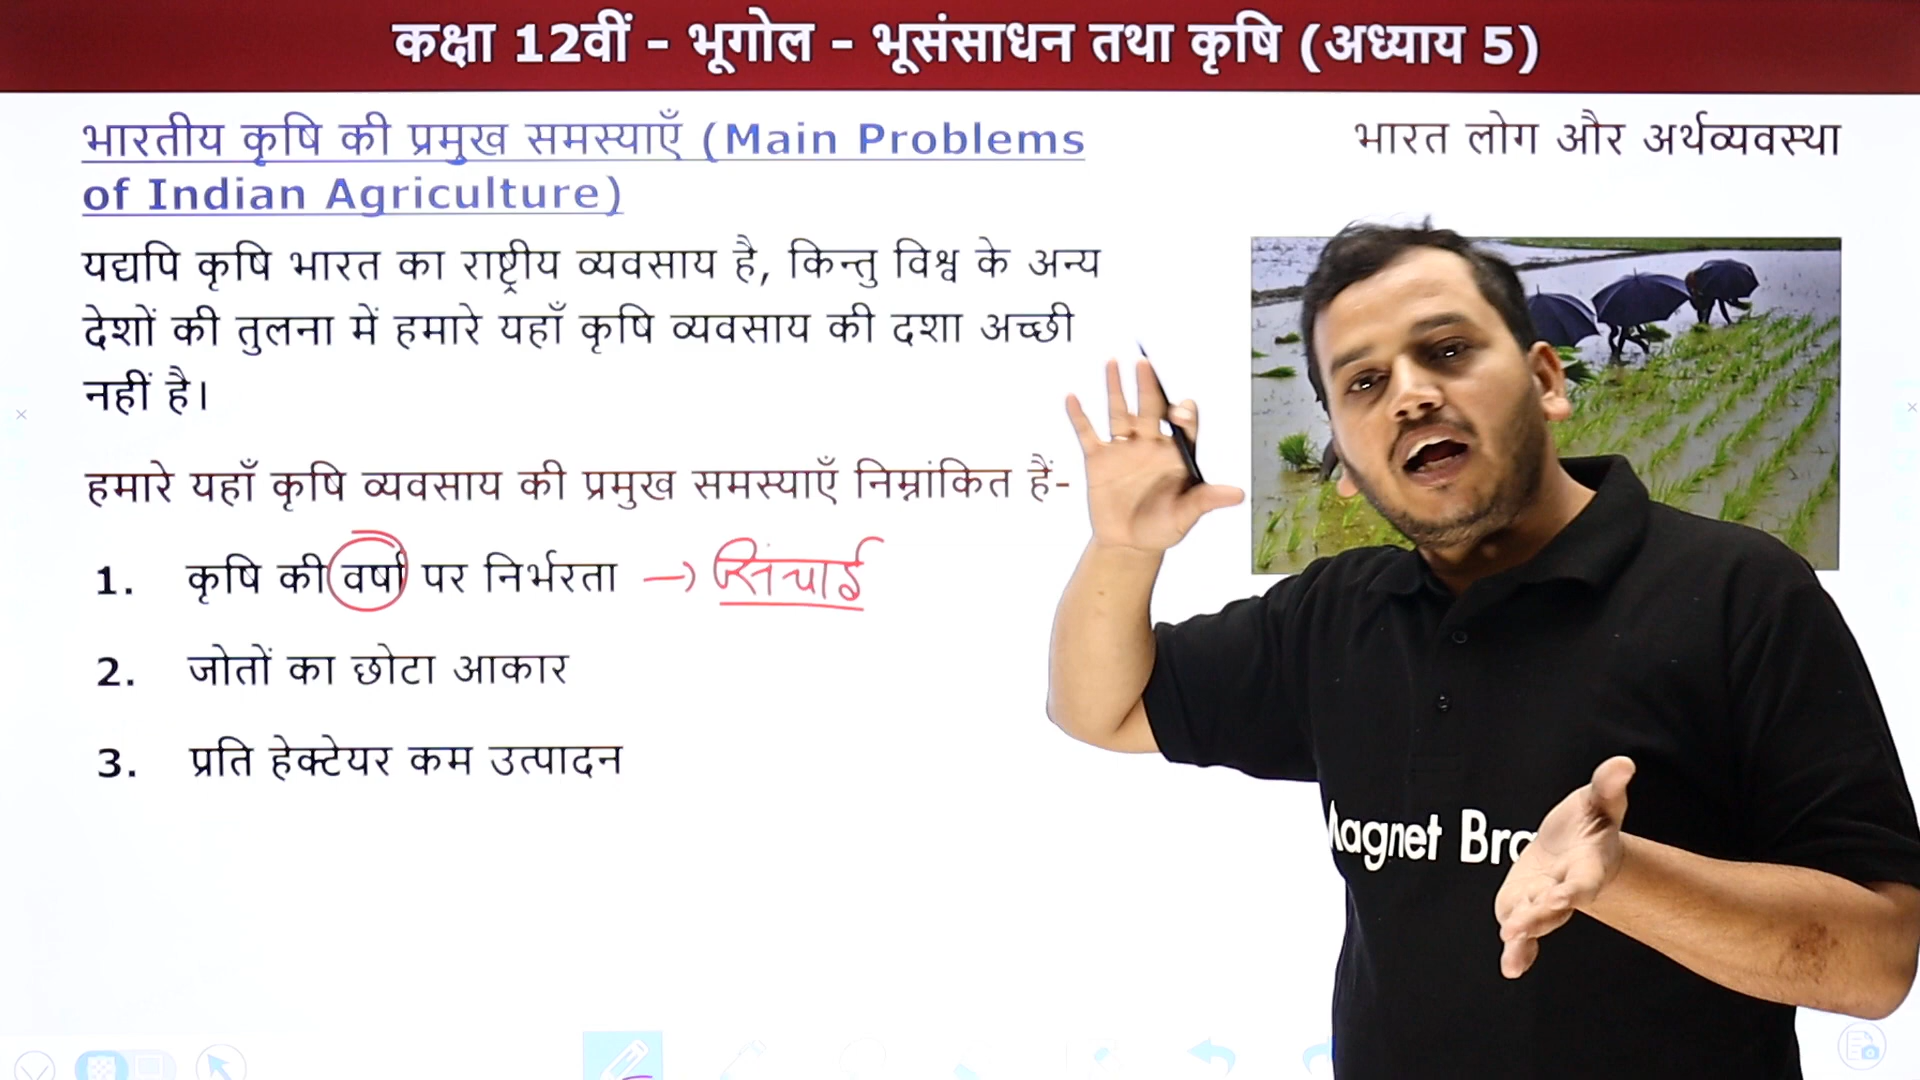 कक्षा 12वीं - भूगोल - भूसंसाधन तथा कृषि (अध्याय 5)
भारतीय कृषि की प्रमुख समस्याएँ (Main Problems
of Indian Agriculture)
भारत लोग और अर्थव्यवस्था
यद्यपि कृषि भारत का राष्ट्रीय व्यवसाय है, किन्तु विश्व के अन्य
देशों की तुलना में हमारे यहाँ कृषि व्यवसाय की दशा अच्छी
नहीं है।
हमारे यहाँ कृषि व्यवसाय की प्रमुख समस्याएँ निम्नांकित हैं-
1. कृषि की वर्षा पर निर्भरता → सिंचाई
2. जोतों का छोटा आकार
3. प्रति हेक्टेयर कम उत्पादन
Magnet Bra